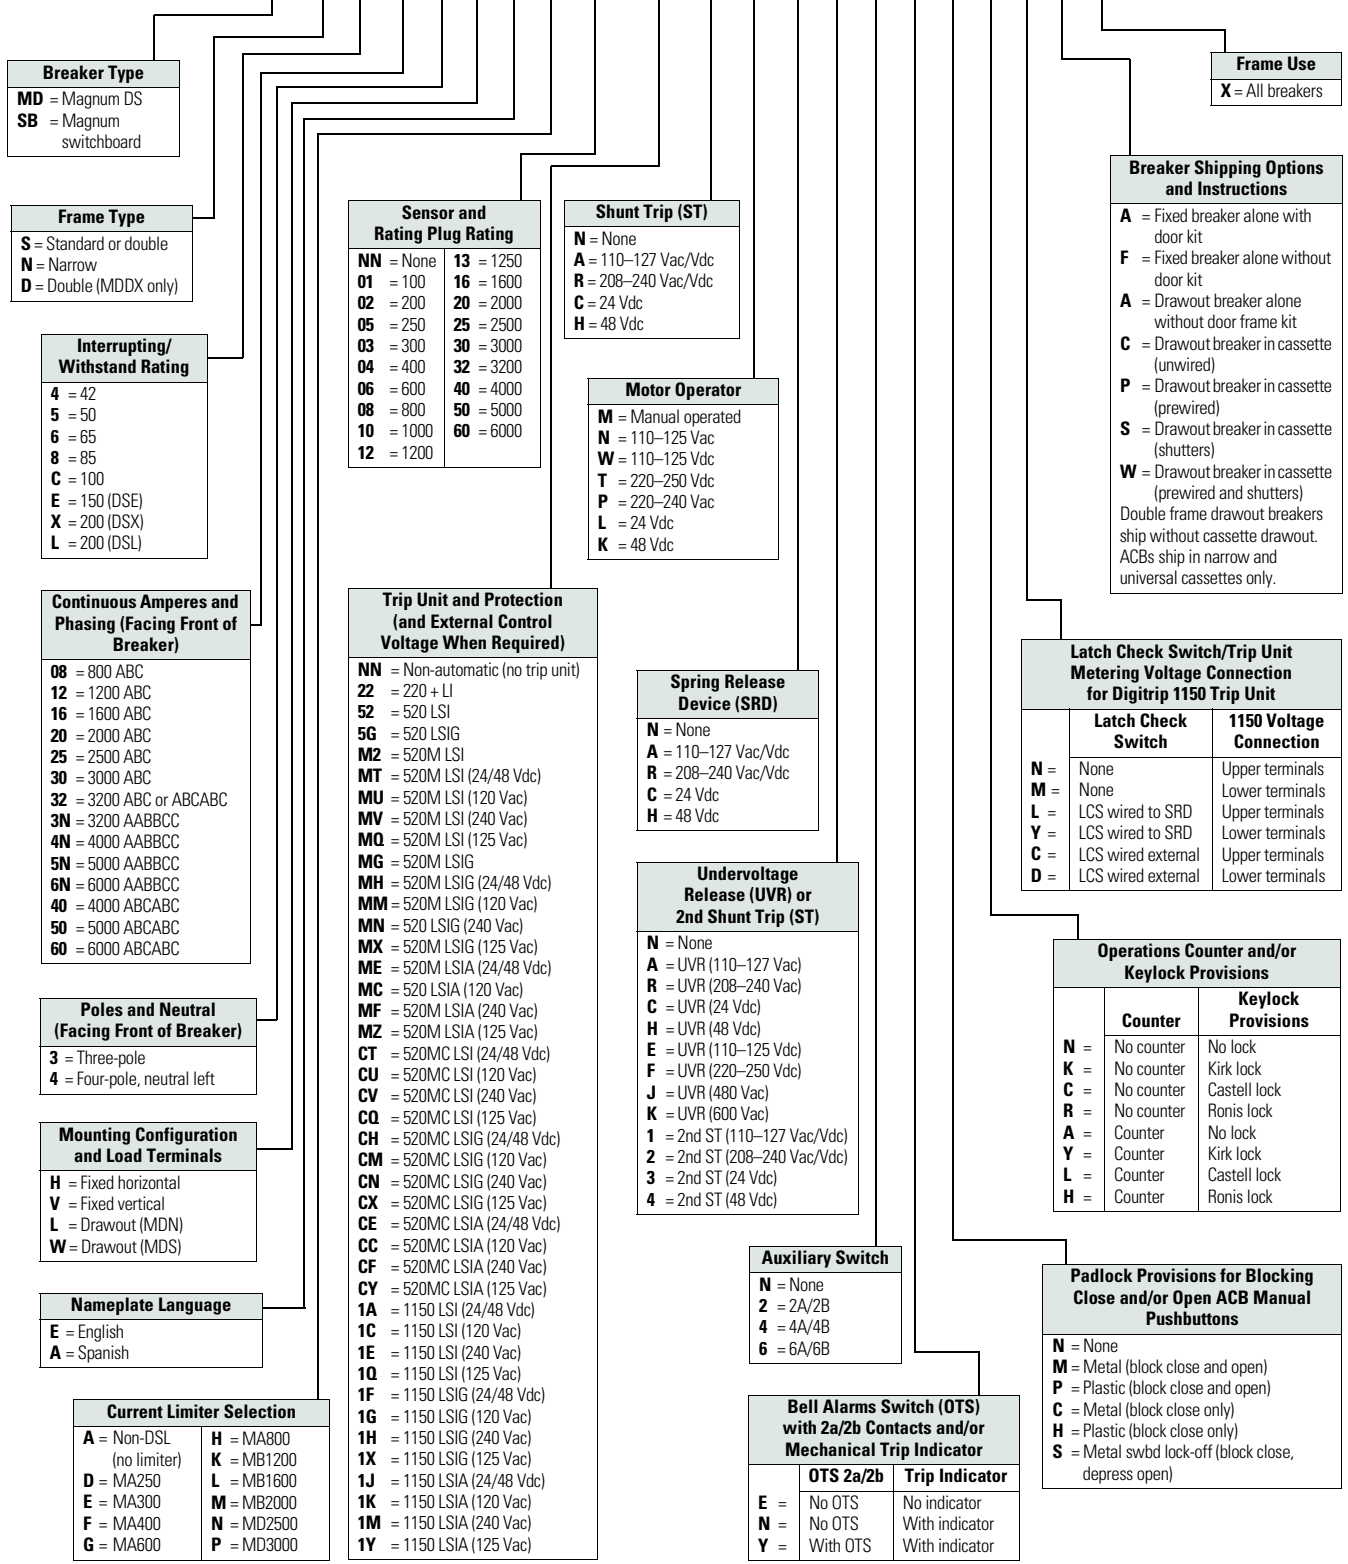 Breaker Type
MD = Magnum DS
SB = Magnum
switchboard
Frame Type
S = Standard or double
N = Narrow
D = Double (MDDX only)
Interrupting/
Withstand Rating
4 = 42
5 = 50
6 = 65
8 = 85
C = 100
E = 150 (DSE)
X = 200 (DSX)
L = 200 (DSL)
Continuous Amperes and
Phasing (Facing Front of
Breaker)
08 = 800 ABC
12 = 1200 ABC
16 = 1600 ABC
20 = 2000 ABC
25 = 2500 ABC
30 = 3000 ABC
32 = 3200 ABC or ABCABC
3N = 3200 AABBCC
4N = 4000 AABBCC
5N = 5000 AABBCC
6N = 6000 AABBCC
40 = 4000 ABCABC
50 = 5000 ABCABC
60 = 6000 ABCABC
Poles and Neutral
(Facing Front of Breaker)
3 = Three-pole
4 = Four-pole, neutral left
Mounting Configuration
and Load Terminals
H = Fixed horizontal
V = Fixed vertical
L = Drawout (MDN)
W = Drawout (MDS)
Nameplate Language
E = English
A = Spanish
Current Limiter Selection
A = Non-DSL
(no limiter)
D = MA250
E = MA300
F = MA400
G = MA600
H = MA800
K = MB1200
L = MB1600
M = MB2000
N = MD2500
P = MD3000
Sensor and
Rating Plug Rating
NN = None
01 = 100
02 = 200
05 = 250
03 = 300
04 = 400
06 = 600
08 = 800
10 = 1000
12 = 1200
13 = 1250
16 = 1600
20 = 2000
25 = 2500
30 = 3000
32 = 3200
40 = 4000
50 = 5000
60 = 6000
Trip Unit and Protection
(and External Control
Voltage When Required)
NN = Non-automatic (no trip unit)
22 = 220 + LI
52 = 520 LSI
5G = 520 LSIG
M2 = 520M LSI
MT = 520M LSI (24/48 Vdc)
MU = 520M LSI (120 Vac)
MV = 520M LSI (240 Vac)
MQ = 520M LSI (125 Vac)
MG = 520M LSIG
MH = 520M LSIG (24/48 Vdc)
MM = 520M LSIG (120 Vac)
MN = 520 LSIG (240 Vac)
MX = 520M LSIG (125 Vac)
ME = 520M LSIA (24/48 Vdc)
MC = 520 LSIA (120 Vac)
MF = 520M LSIA (240 Vac)
MZ = 520M LSIA (125 Vac)
CT = 520MC LSI (24/48 Vdc)
CU = 520MC LSI (120 Vac)
CV = 520MC LSI (240 Vac)
CQ = 520MC LSI (125 Vac)
CH = 520MC LSIG (24/48 Vdc)
CM = 520MC LSIG (120 Vac)
CN = 520MC LSIG (240 Vac)
CX = 520MC LSIG (125 Vac)
CE = 520MC LSIA (24/48 Vdc)
CC = 520MC LSIA (120 Vac)
CF = 520MC LSIA (240 Vac)
CY = 520MC LSIA (125 Vac)
1A = 1150 LSI (24/48 Vdc)
1C = 1150 LSI (120 Vac)
1E = 1150 LSI (240 Vac)
1Q = 1150 LSI (125 Vac)
1F = 1150 LSIG (24/48 Vdc)
1G = 1150 LSIG (120 Vac)
1H = 1150 LSIG (240 Vac)
1X = 1150 LSIG (125 Vac)
1J = 1150 LSIA (24/48 Vdc)
1K = 1150 LSIA (120 Vac)
1M = 1150 LSIA (240 Vac)
1Y = 1150 LSIA (125 Vac)
Shunt Trip (ST)
N = None
A = 110–127 Vac/Vdc
R = 208–240 Vac/Vdc
C = 24 Vdc
H = 48 Vdc
Motor Operator
M = Manual operated
N = 110–125 Vac
W = 110–125 Vdc
T = 220–250 Vdc
P = 220–240 Vac
L = 24 Vdc
K = 48 Vdc
Spring Release
Device (SRD)
N = None
A = 110–127 Vac/Vdc
R = 208–240 Vac/Vdc
C = 24 Vdc
H = 48 Vdc
Undervoltage
Release (UVR) or
2nd Shunt Trip (ST)
N = None
A = UVR (110–127 Vac)
R = UVR (208–240 Vac)
C = UVR (24 Vdc)
H = UVR (48 Vdc)
E = UVR (110–125 Vdc)
F = UVR (220–250 Vdc)
J = UVR (480 Vac)
K = UVR (600 Vac)
1 = 2nd ST (110–127 Vac/Vdc)
2 = 2nd ST (208–240 Vac/Vdc)
3 = 2nd ST (24 Vdc)
4 = 2nd ST (48 Vdc)
Auxiliary Switch
N = None
2 = 2A/2B
4 = 4A/4B
6 = 6A/6B
Bell Alarms Switch (OTS)
with 2a/2b Contacts and/or
Mechanical Trip Indicator
OTS 2a/2b Trip Indicator
E = No OTS No indicator
N = No OTS With indicator
Y = With OTS With indicator
Frame Use
X = All breakers
Breaker Shipping Options
and Instructions
A = Fixed breaker alone with
door kit
F = Fixed breaker alone without
door kit
A = Drawout breaker alone
without door frame kit
C = Drawout breaker in cassette
(unwired)
P = Drawout breaker in cassette
(prewired)
S = Drawout breaker in cassette
(shutters)
W = Drawout breaker in cassette
(prewired and shutters)
Double frame drawout breakers
ship without cassette drawout.
ACBs ship in narrow and
universal cassettes only.
Latch Check Switch/Trip Unit
Metering Voltage Connection
for Digitrip 1150 Trip Unit
Latch Check
Switch
1150 Voltage
Connection
N = None Upper terminals
M = None Lower terminals
L = LCS wired to SRD Upper terminals
Y = LCS wired to SRD Lower terminals
C = LCS wired external Upper terminals
D = LCS wired external Lower terminals
Operations Counter and/or
Keylock Provisions
Counter
Keylock
Provisions
N = No counter No lock
K = No counter Kirk lock
C = No counter Castell lock
R = No counter Ronis lock
A = Counter No lock
Y = Counter Kirk lock
L = Counter Castell lock
H = Counter Ronis lock
Padlock Provisions for Blocking
Close and/or Open ACB Manual
Pushbuttons
N = None
M = Metal (block close and open)
P = Plastic (block close and open)
C = Metal (block close only)
H = Plastic (block close only)
S = Metal swbd lock-off (block close,
depress open)